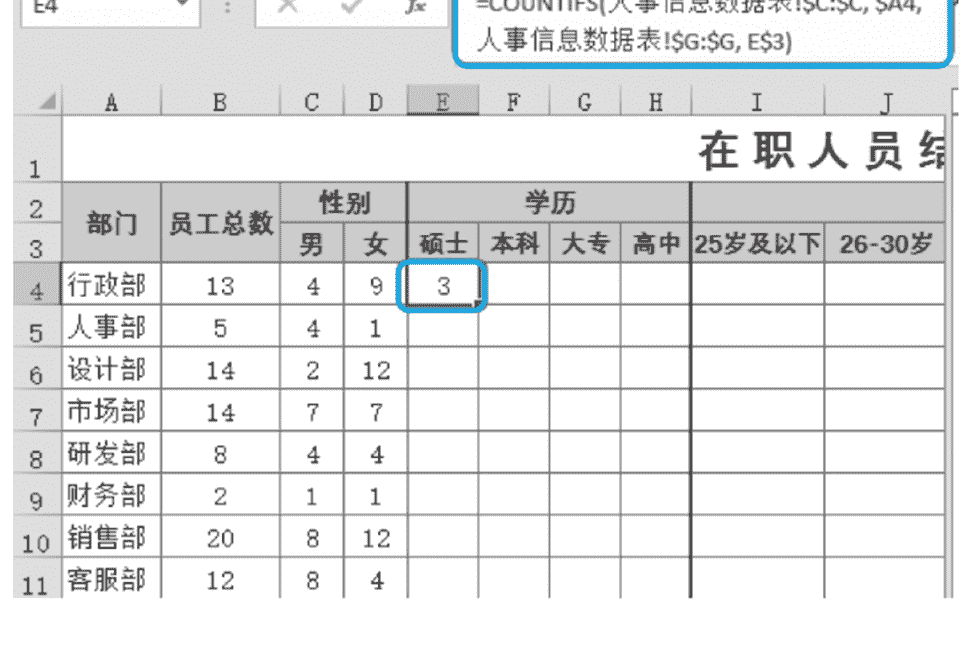 E4 fx =COUNTIFS(人事信息数据表!$C:$C, $A4,
人事信息数据表!$G:$G, E$3)
A B C D E F G H I J
1 在职人员结
2 部门 员工总数 性别 学历
3 男 女 硕士 本科 大专 高中 25岁及以下 26-30岁
4 行政部 13 4 9 3
5 人事部 5 4 1
6 设计部 14 2 12
7 市场部 14 7 7
8 研发部 8 4 4
9 财务部 2 1 1
10 销售部 20 8 12
11 客服部 12 8 4